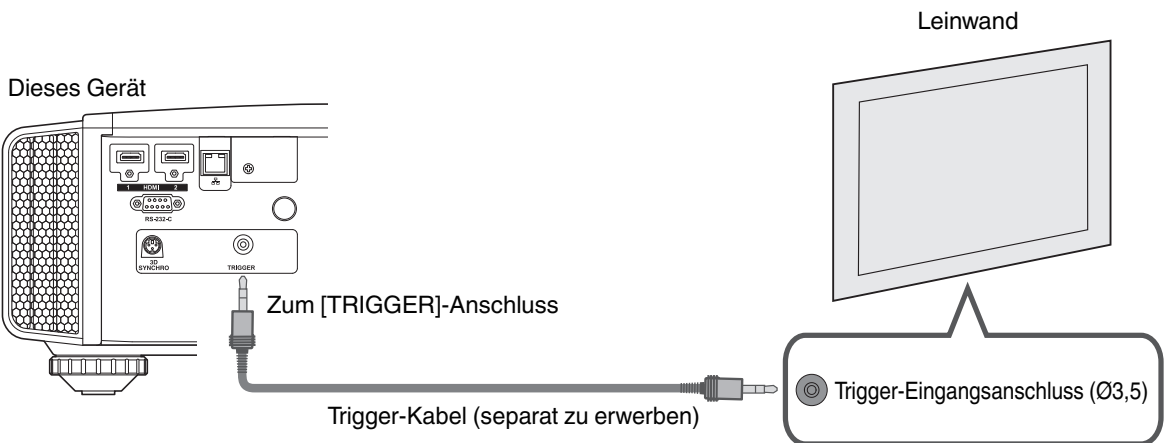 Leinwand
Dieses Gerät
1 HDMI 2
RS-232-C
3D
SYNCHRO
TRIGGER
Zum [TRIGGER]-Anschluss
Trigger-Eingangsanschluss (Ø3,5)
Trigger-Kabel (separat zu erwerben)